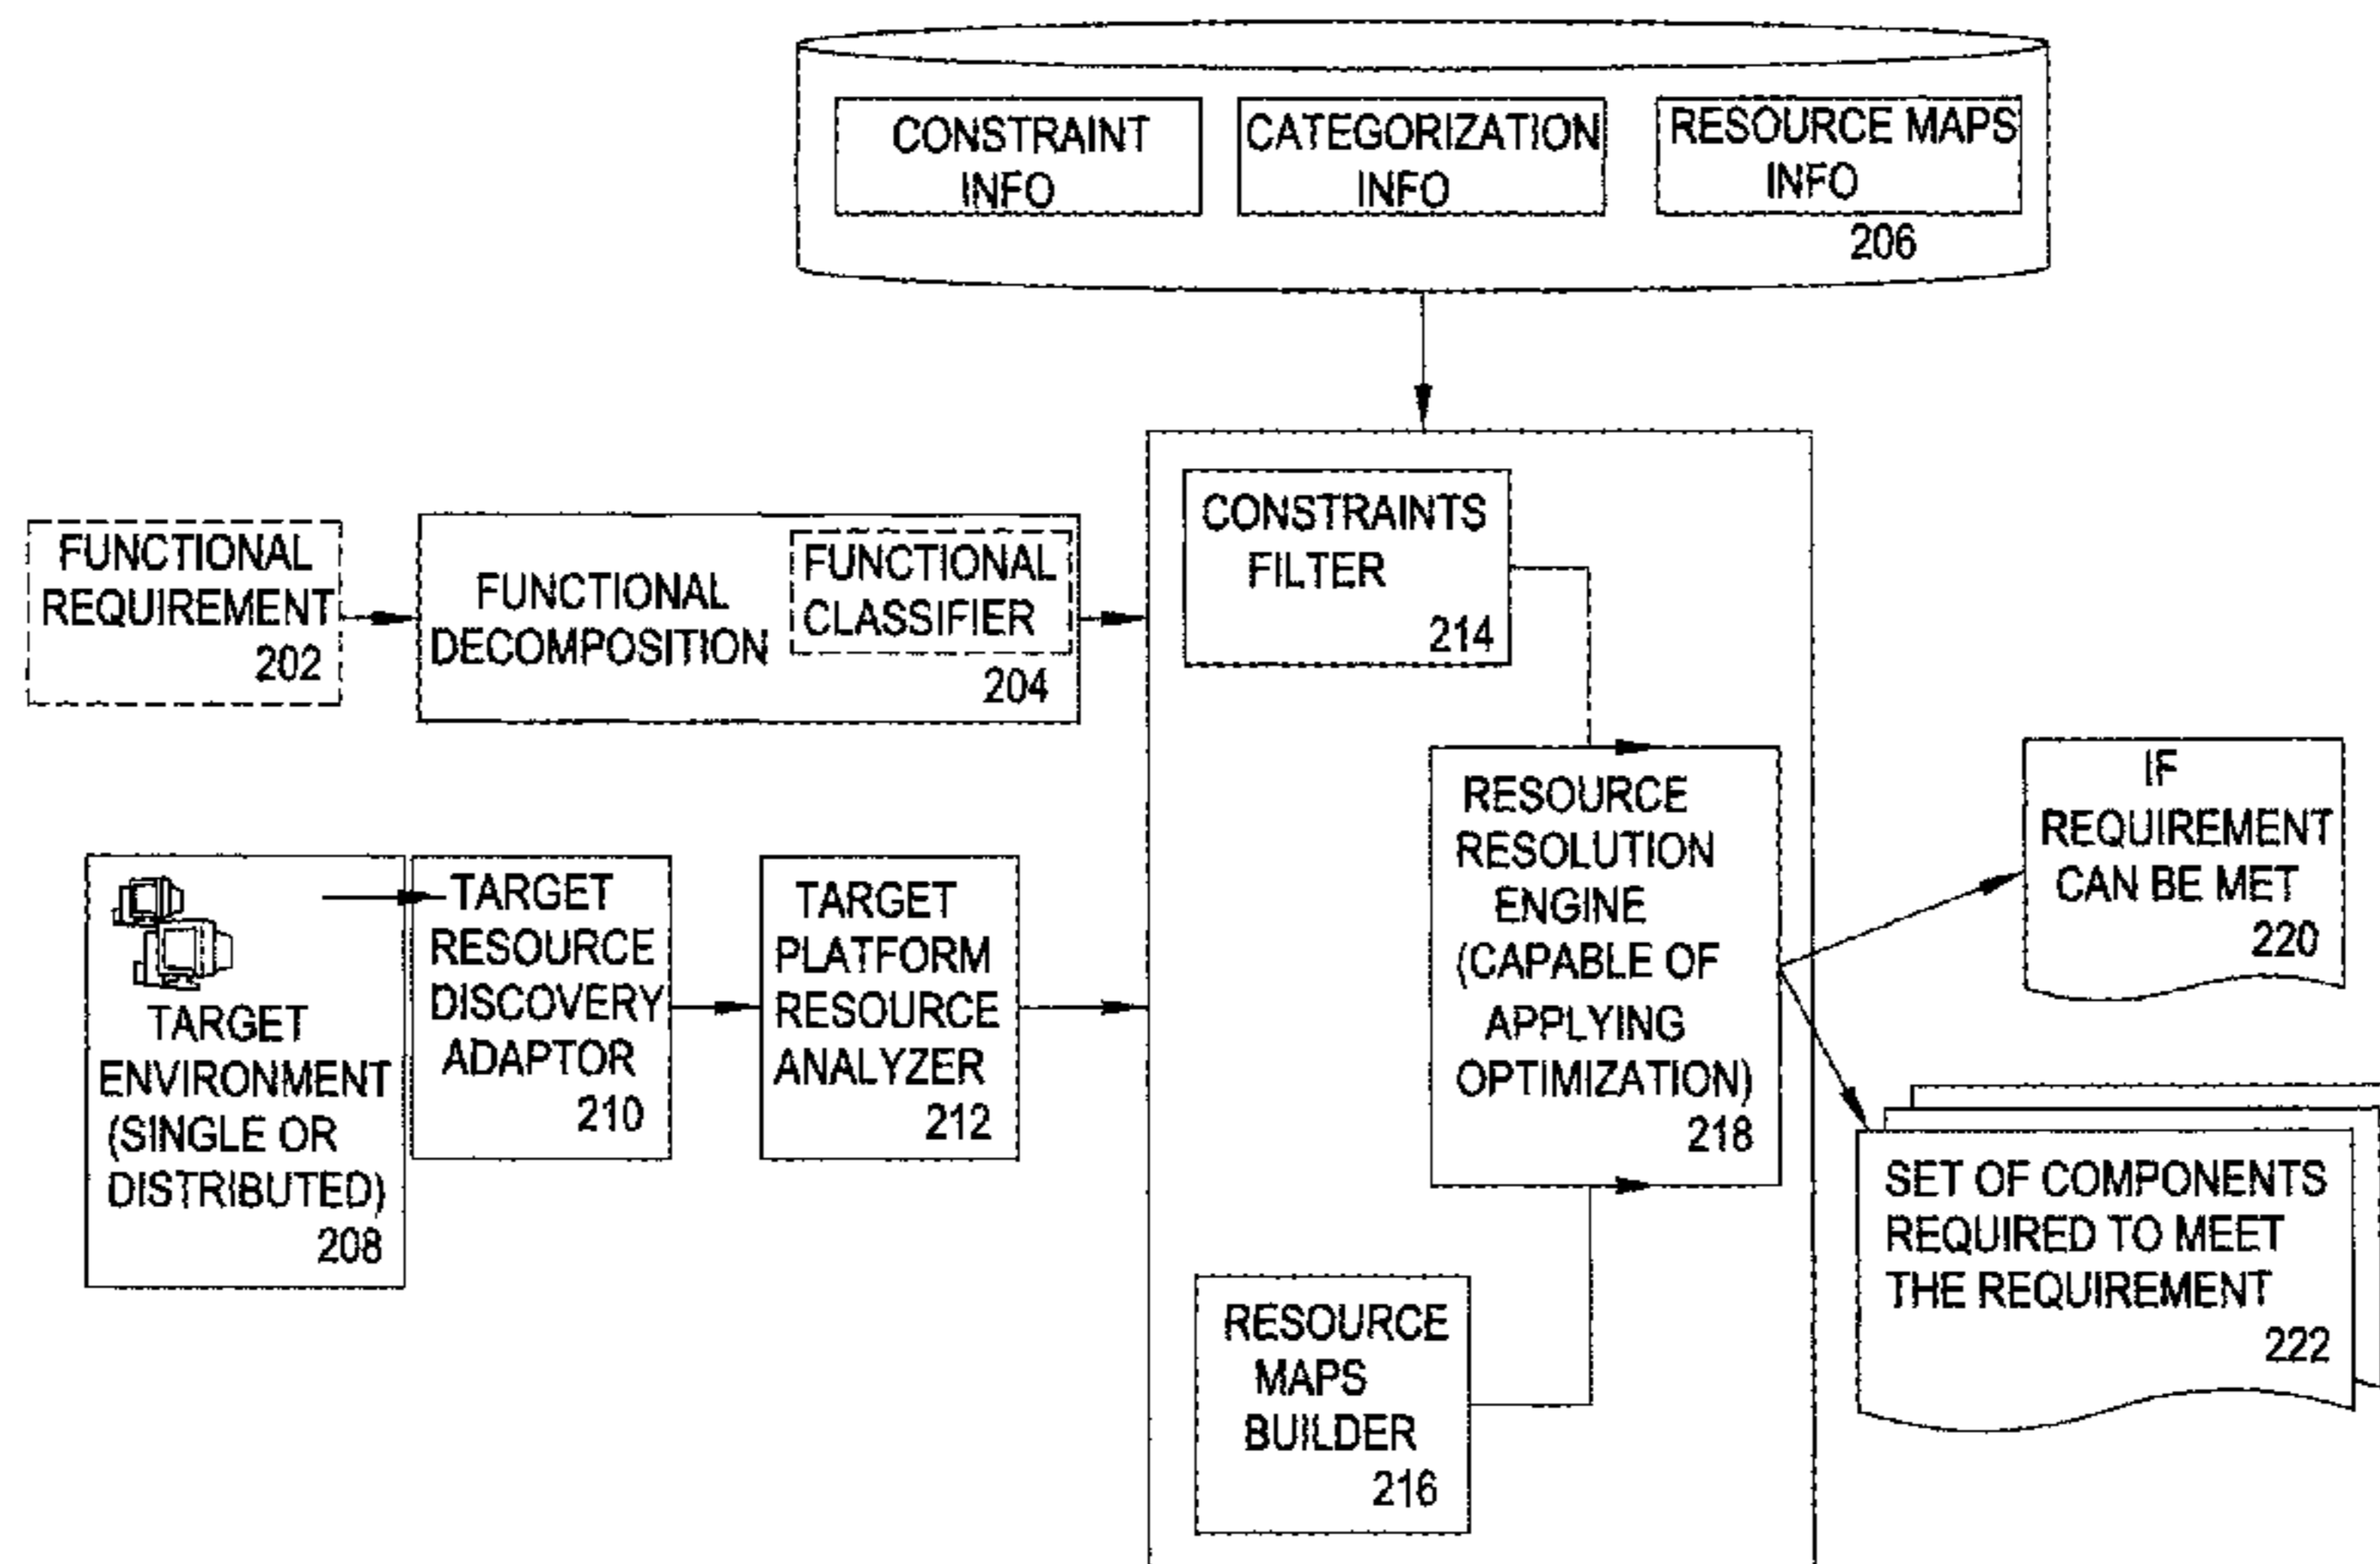 CONSTRAINT
INFO
CATEGORIZATION
INFO
RESOURCE MAPS
INFO
206
FUNCTIONAL
REQUIREMENT
202
FUNCTIONAL
DECOMPOSITION
FUNCTIONAL
CLASSIFIER
204
CONSTRAINTS
FILTER
214
TARGET
ENVIRONMENT
(SINGLE OR
DISTRIBUTED)
208
TARGET
RESOURCE
DISCOVERY
ADAPTOR
210
TARGET
PLATFORM
RESOURCE
ANALYZER
212
RESOURCE
RESOLUTION
ENGINE
(CAPABLE OF
APPLYING
OPTIMIZATION)
218
RESOURCE
MAPS
BUILDER
216
IF
REQUIREMENT
CAN BE MET
220
SET OF COMPONENTS
REQUIRED TO MEET
THE REQUIREMENT
222